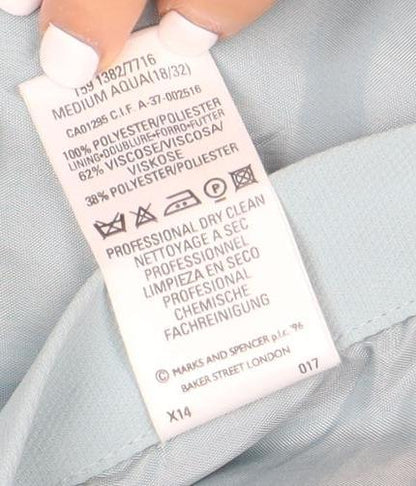 T59 1382/7716
MEDIUM AQUA(18/32)
CA01295 C.I.F A-37-002516
100% POLYESTER/POLIESTER
LINING•DOUBLURE•FORRO•FUTTER
62% VISCOSE/VISCOSA/
VISKOSE
38% POLYESTER/POLIESTER
P
PROFESSIONAL DRY CLEAN
NETTOYAGE A SEC
PROFESSIONNEL
LIMPIEZA EN SECO
PROFESIONAL
CHEMISCHE
FACHREINIGUNG
© MARKS AND SPENCER p.l.c. '96
BAKER STREET LONDON
X14 017